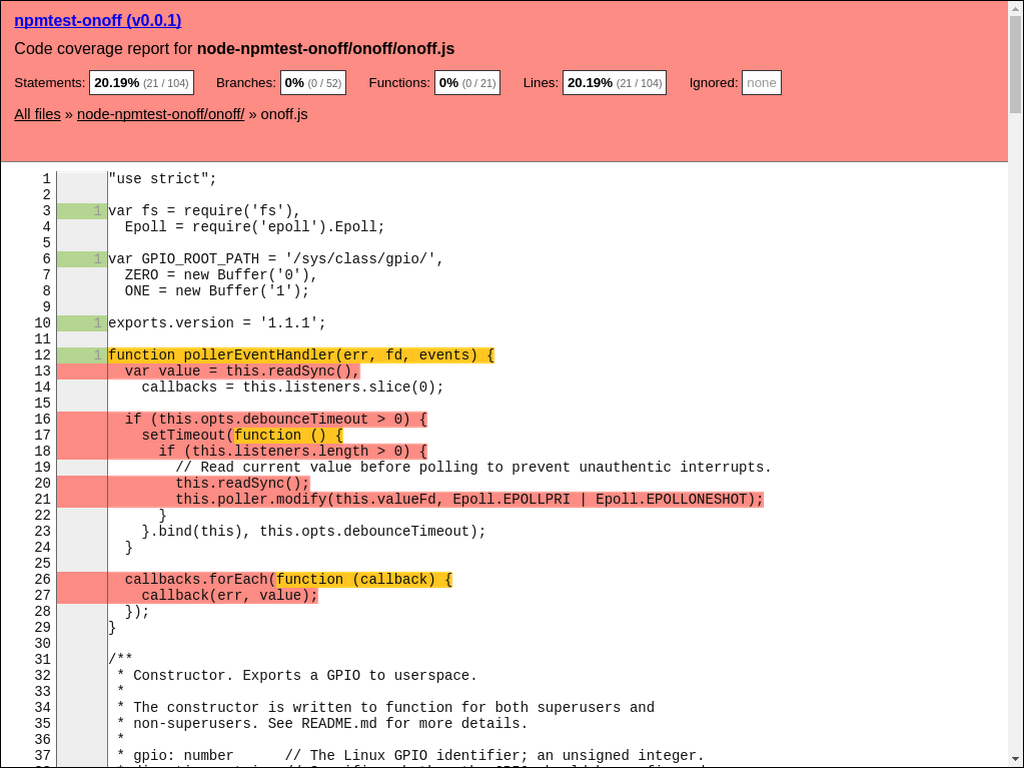 npmtest-onoff (v0.0.1)
Code coverage report for node-npmtest-onoff/onoff/onoff.js
Statements: 20.19% (21 / 104) Branches: 0% (0 / 52) Functions: 0% (0 / 21) Lines: 20.19% (21 / 104) Ignored: none
All files » node-npmtest-onoff/onoff/ » onoff.js
1 "use strict";
2
3 1 var fs = require('fs'),
4 Epoll = require('epoll').Epoll;
5
6 1 var GPIO_ROOT_PATH = '/sys/class/gpio/',
7 ZERO = new Buffer('0'),
8 ONE = new Buffer('1');
9
10 1 exports.version = '1.1.1';
11
12 1 function pollerEventHandler(err, fd, events) {
13 var value = this.readSync(),
14 callbacks = this.listeners.slice(0);
15
16 if (this.opts.debounceTimeout > 0) {
17 setTimeout(function () {
18 if (this.listeners.length > 0) {
19 // Read current value before polling to prevent unauthentic interrupts.
20 this.readSync();
21 this.poller.modify(this.valueFd, Epoll.EPOLLPRI | Epoll.EPOLLONESHOT);
22 }
23 }.bind(this), this.opts.debounceTimeout);
24 }
25
26 callbacks.forEach(function (callback) {
27 callback(err, value);
28 });
29 }
30
31 /**
32 * Constructor. Exports a GPIO to userspace.
33 *
34 * The constructor is written to function for both superusers and
35 * non-superusers. See README.md for more details.
36 *
37 * gpio: number // The Linux GPIO identifier; an unsigned integer.